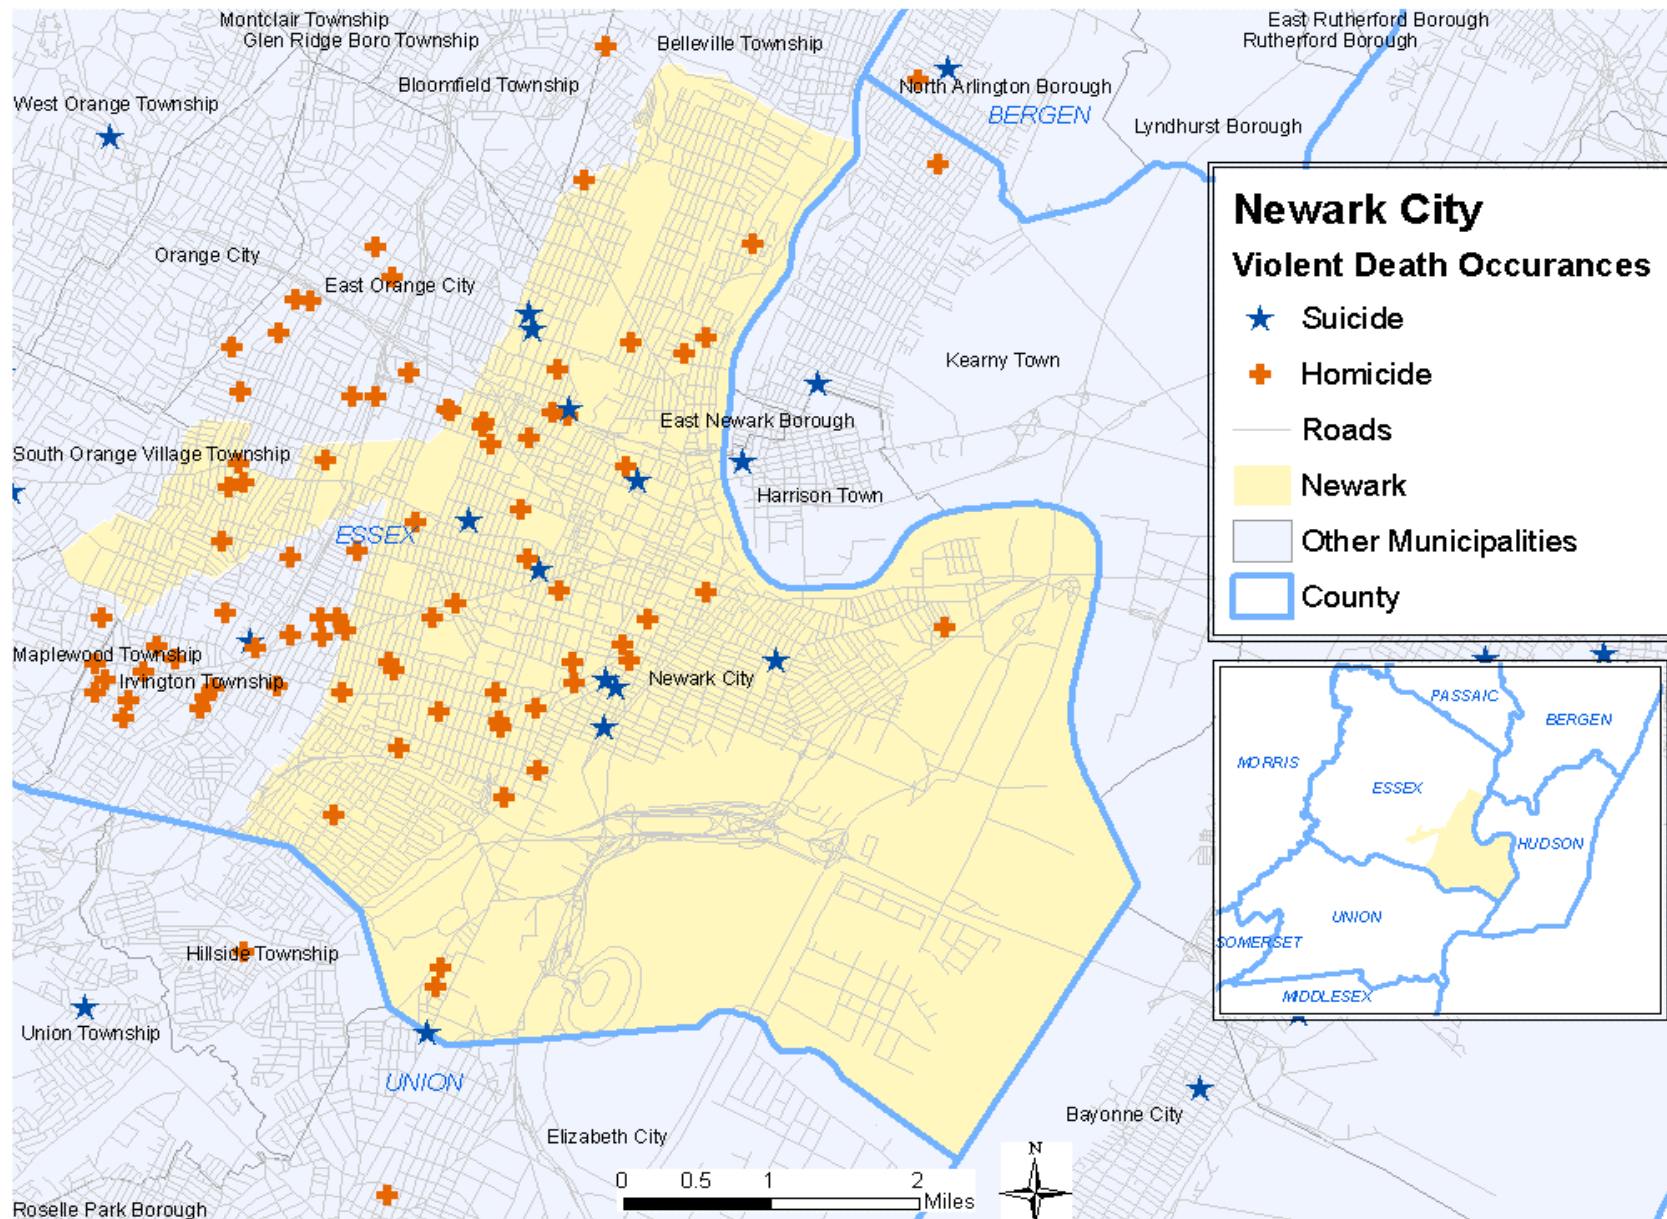 Montclair Township
Glen Ridge Boro Township
Belleville Township
East Rutherford Borough
Rutherford Borough
Bloomfield Township
North Arlington Borough
West Orange Township
BERGEN
Lyndhurst Borough
Newark City
Violent Death Occurances
Suicide
Homicide
Roads
Newark
Other Municipalities
County
Orange City
East Orange City
Kearny Town
East Newark Borough
South Orange Village Township
Harrison Town
ESSEX
Maplewood Township
Irvington Township
Newark City
PASSAIC
BERGEN
MORRIS
ESSEX
HUDSON
UNION
SOMERSET
MIDDLESEX
Hillside Township
Union Township
UNION
Bayonne City
Elizabeth City
N
0 0.5 1 2
Miles
Roselle Park Borough